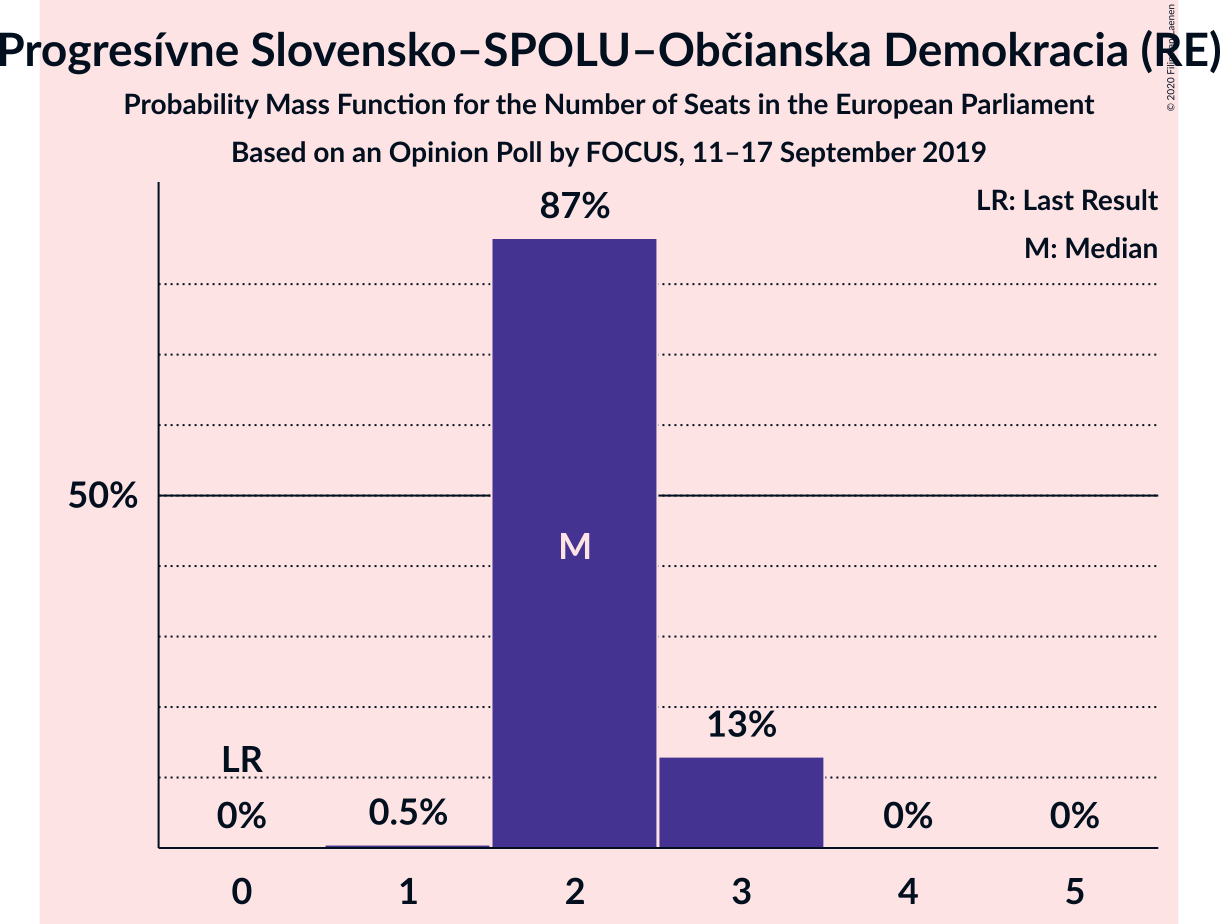 Progresívne Slovensko–SPOLU–Občianska Demokracia (RE)
Probability Mass Function for the Number of Seats in the European Parliament
Based on an Opinion Poll by FOCUS, 11–17 September 2019
LR: Last Result
M: Median
87%
50%
M
13%
LR
0%
0.5%
0%
0%
0 1 2 3 4 5
© 2020 Laenen